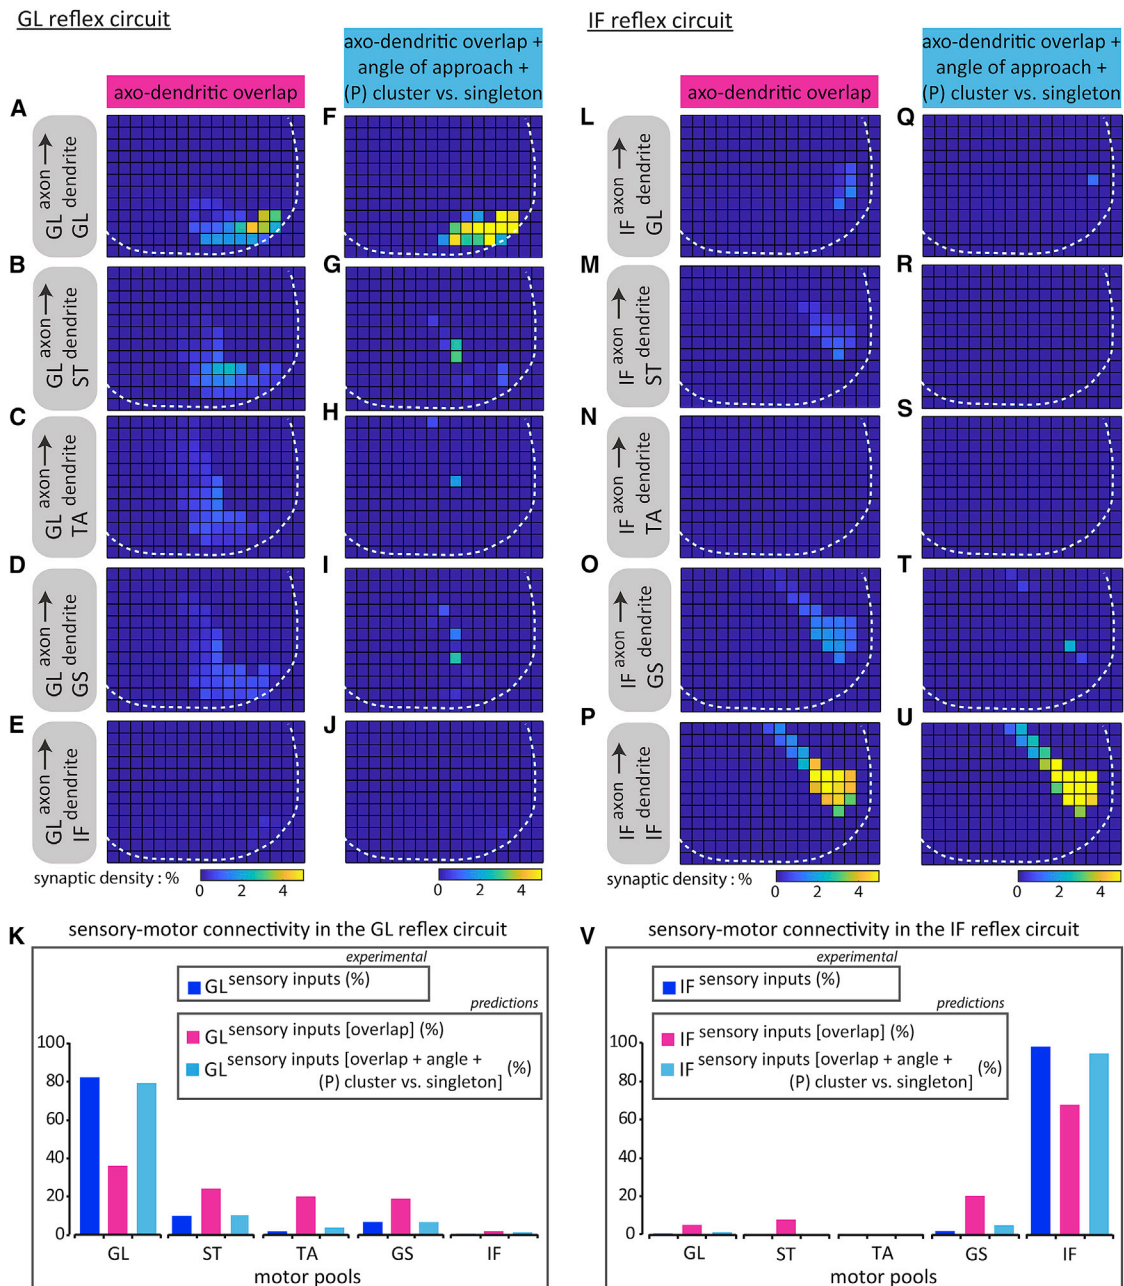 GL reflex circuit
axo-dendritic overlap
axo-dendritic overlap +
angle of approach +
(P) cluster vs. singleton
A
GL axon →
GL dendrite
F
B
GL axon →
ST dendrite
G
C
GL axon →
TA dendrite
H
D
GL axon →
GS dendrite
I
E
GL axon →
IF dendrite
J
synaptic density : %
0 2 4
0 2 4
IF reflex circuit
axo-dendritic overlap
axo-dendritic overlap +
angle of approach +
(P) cluster vs. singleton
L
IF axon →
GL dendrite
Q
M
IF axon →
ST dendrite
R
N
IF axon →
TA dendrite
S
O
IF axon →
GS dendrite
T
P
IF axon →
IF dendrite
U
synaptic density : %
0 2 4
0 2 4
K
sensory-motor connectivity in the GL reflex circuit
experimental
GL sensory inputs (%)
predictions
GL sensory inputs [overlap] (%)
GL sensory inputs [overlap + angle +
(P) cluster vs. singleton] (%)
100
80
60
40
20
0
GL ST TA GS IF
motor pools
V
sensory-motor connectivity in the IF reflex circuit
experimental
IF sensory inputs (%)
predictions
IF sensory inputs [overlap] (%)
IF sensory inputs [overlap + angle +
(P) cluster vs. singleton] (%)
100
80
60
40
20
0
GL ST TA GS IF
motor pools